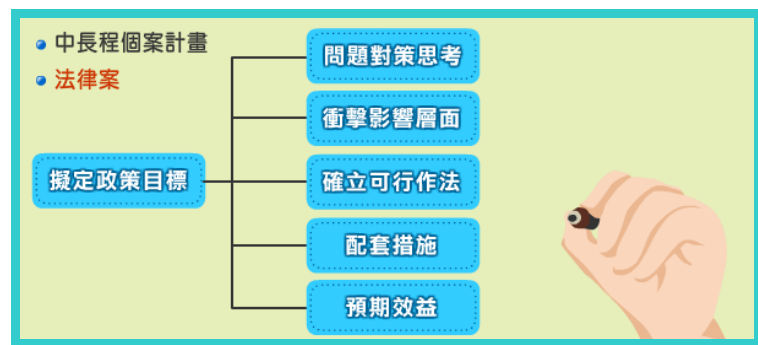 中長程個案計畫
法律案
擬定政策目標
問題對策思考
衝擊影響層面
確立可行作法
配套措施
預期效益